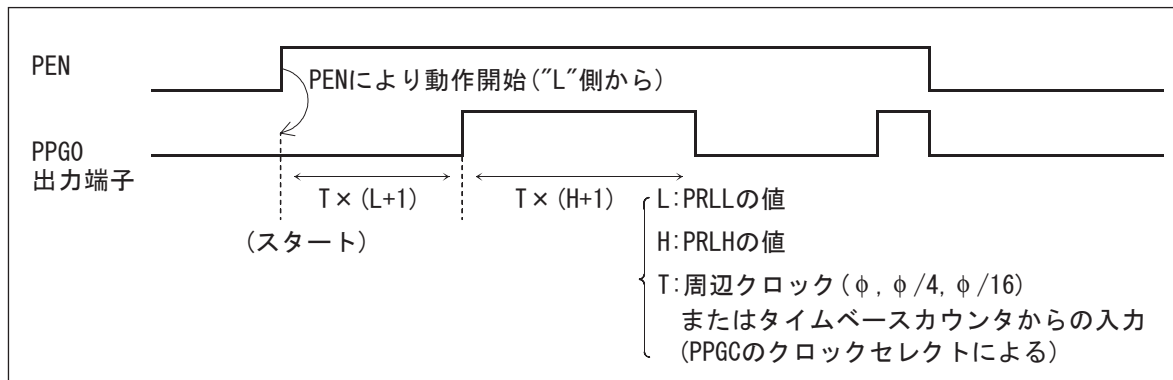 PEN
PENにより動作開始("L"側から)
PPG0
出力端子
T×(L+1)
T×(H+1)
(スタート)
L:PRLLの値
H:PRLHの値
T:周辺クロック(φ, φ/4, φ/16)
またはタイムベースカウンタからの入力
(PPGCのクロックセレクトによる)